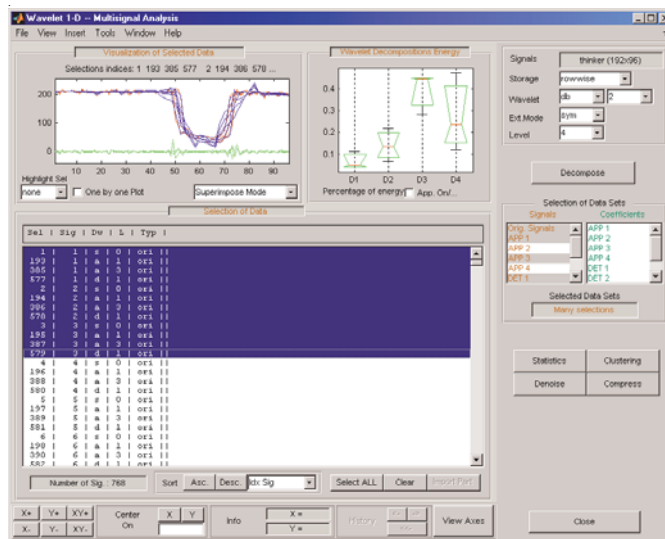 Wavelet 1-D -- Multisignal Analysis
File View Insert Tools Window Help
Visualization of Selected Data
Selections indices: 1 193 385 577 2 194 386 578 ...
200
100
0
10 20 30 40 50 60 70 80 90
Highlight Sel
none
One by one Plot
Superimpose Mode
Wavelet Decompositions Energy
0.4
0.3
0.2
0.1
D1 D2 D3 D4
Percentage of energy
App. On/...
Signals thinker (192x96)
Storage rowwise
Wavelet db 2
Ext.Mode sym
Level 4
Decompose
Selection of Data Sets
Signals Coefficients
Orig. Signals
APP 1
APP 2
APP 3
APP 4
DET 1
APP 1
APP 2
APP 3
APP 4
DET 1
DET 2
Selected Data Sets
Many selections
Statistics Clustering
Denoise Compress
Close
Selection of Data
Sel | Sig | Dw | L | Typ |
1 | 1 | s | 0 | ori ||
193 | 1 | a | 1 | ori ||
385 | 1 | a | 3 | ori ||
577 | 1 | d | 1 | ori ||
2 | 2 | s | 0 | ori ||
194 | 2 | a | 1 | ori ||
386 | 2 | a | 3 | ori ||
578 | 2 | d | 1 | ori ||
3 | 3 | s | 0 | ori ||
195 | 3 | a | 1 | ori ||
387 | 3 | a | 3 | ori ||
579 | 3 | d | 1 | ori ||
4 | 4 | s | 0 | ori ||
196 | 4 | a | 1 | ori ||
388 | 4 | a | 3 | ori ||
580 | 4 | d | 1 | ori ||
5 | 5 | s | 0 | ori ||
197 | 5 | a | 1 | ori ||
389 | 5 | a | 3 | ori ||
581 | 5 | d | 1 | ori ||
6 | 6 | s | 0 | ori ||
198 | 6 | a | 1 | ori ||
390 | 6 | a | 3 | ori ||
582 | 6 | d | 1 | ori ||
Number of Sig. : 768
Sort Asc. Desc. Idx Sig
Select ALL Clear Import Part
X+ Y+ XY+
X- Y- XY-
Center On
X Y
Info
X =
Y =
History
View Axes